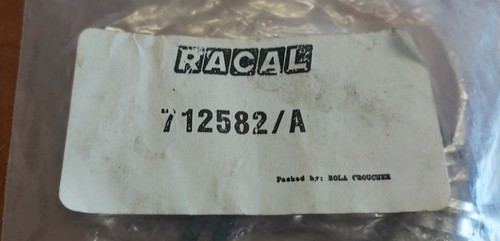 RACAL
712582/A
Packed by: ROLA CROUCHER